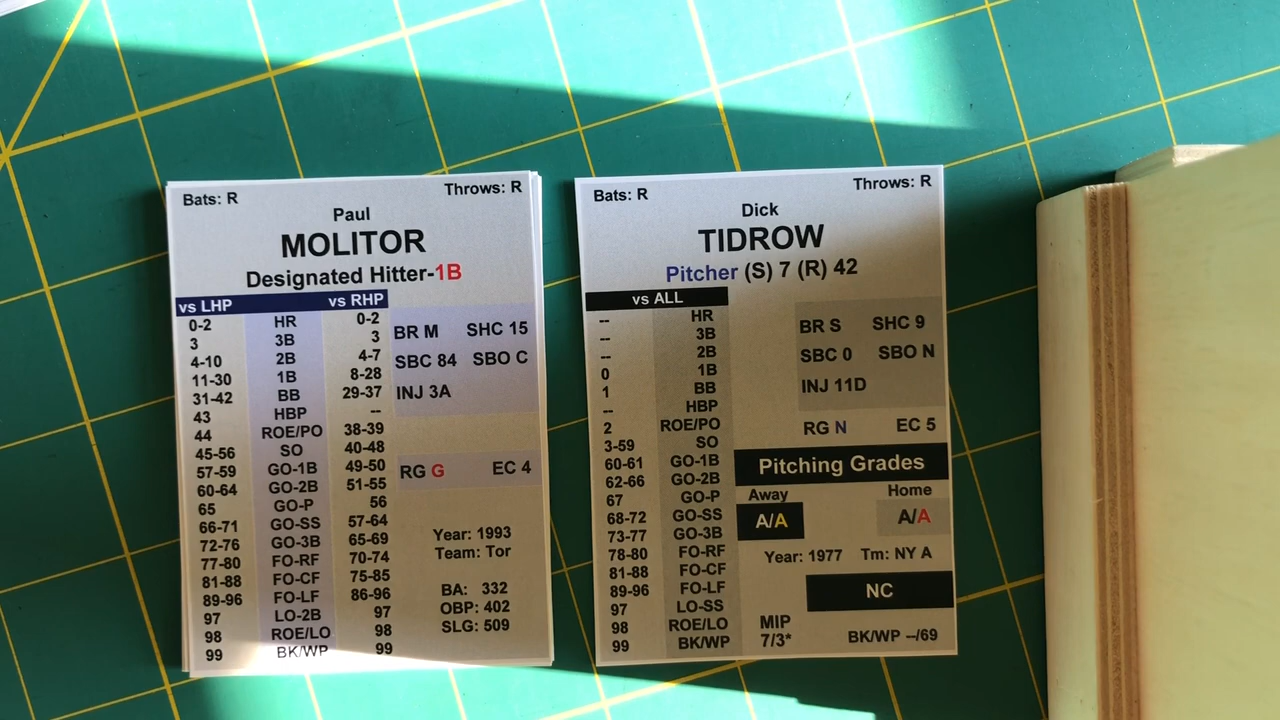 Bats: R Throws: R
Paul
MOLITOR
Designated Hitter-1B
vs LHP vs RHP
0-2 HR 0-2
3 3B 3
4-10 2B 4-7
11-30 1B 8-28
31-42 BB 29-37
43 HBP --
44 ROE/PO 38-39
45-56 SO 40-48
57-59 GO-1B 49-50
60-64 GO-2B 51-55
65 GO-P 56
66-71 GO-SS 57-64
72-76 GO-3B 65-69
77-80 FO-RF 70-74
81-88 FO-CF 75-85
89-96 FO-LF 86-96
97 LO-2B 97
98 ROE/LO 98
99 BK/WP 99
BR M SHC 15
SBC 84 SBO C
INJ 3A
RG G EC 4
Year: 1993
Team: Tor
BA: 332
OBP: 402
SLG: 509
Bats: R Throws: R
Dick
TIDROW
Pitcher (S) 7 (R) 42
vs ALL
-- HR
-- 3B
-- 2B
0 1B
1 BB
-- HBP
2 ROE/PO
3-59 SO
60-61 GO-1B
62-66 GO-2B
67 GO-P
68-72 GO-SS
73-77 GO-3B
78-80 FO-RF
81-88 FO-CF
89-96 FO-LF
97 LO-SS
98 ROE/LO
99 BK/WP
BR S SHC 9
SBC 0 SBO N
INJ 11D
RG N EC 5
Pitching Grades
Away Home
A/A A/A
Year: 1977 Tm: NY A
NC
MIP
7/3* BK/WP --/69